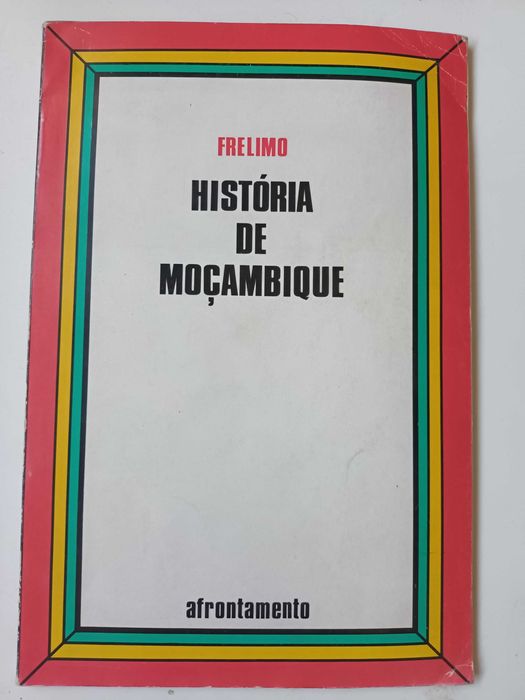 FRELIMO
HISTÓRIA
DE
MOÇAMBIQUE
afrontamento